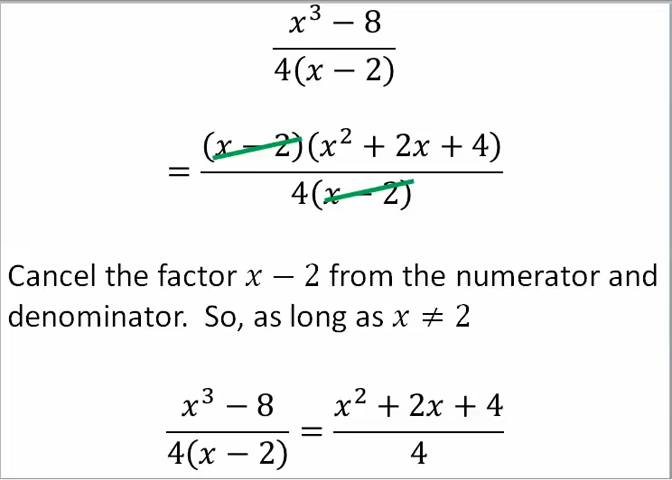 x³ − 8
4(x − 2)
= (x − 2)(x² + 2x + 4)
4(x − 2)
Cancel the factor x − 2 from the numerator and
denominator. So, as long as x ≠ 2
x³ − 8 = x² + 2x + 4
4(x − 2) 4